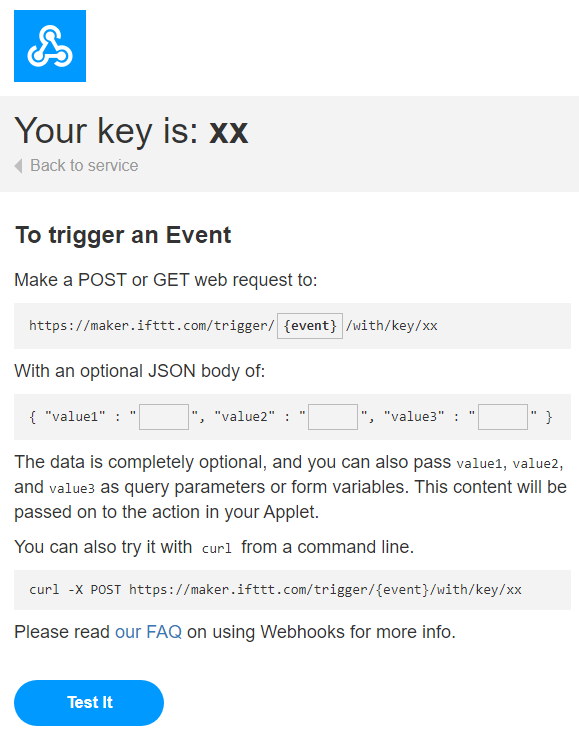 Your key is: xx
Back to service
To trigger an Event
Make a POST or GET web request to:
https://maker.ifttt.com/trigger/ {event} /with/key/xx
With an optional JSON body of:
{ "value1" : " ", "value2" : " ", "value3" : " " }
The data is completely optional, and you can also pass value1, value2,
and value3 as query parameters or form variables. This content will be
passed on to the action in your Applet.
You can also try it with curl from a command line.
curl -X POST https://maker.ifttt.com/trigger/{event}/with/key/xx
Please read our FAQ on using Webhooks for more info.
Test It